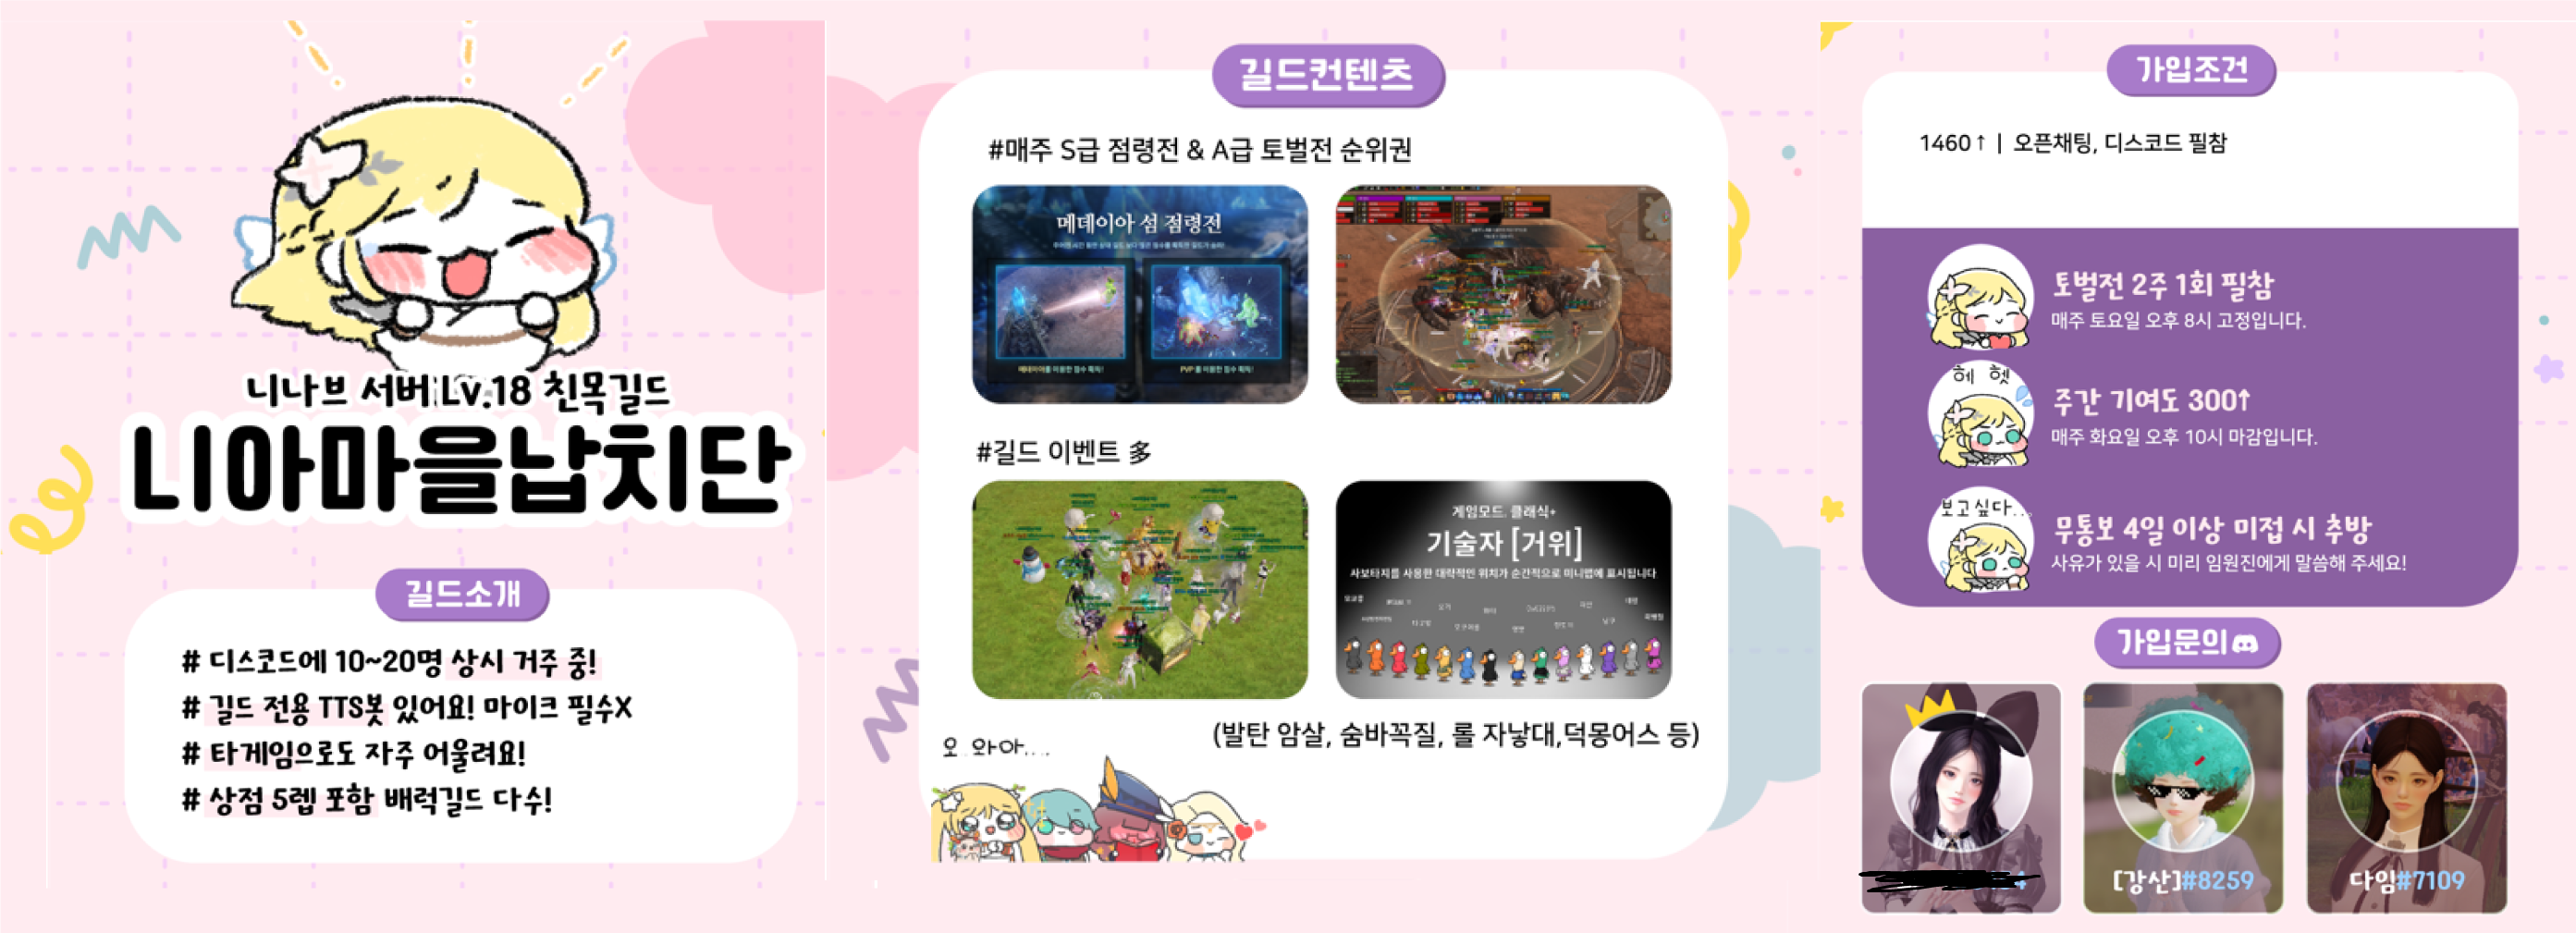 니나브 서버 Lv.18 친목길드
니아마을납치단
길드소개
# 디스코드에 10~20명 상시 거주 중!
# 길드 전용 TTS봇 있어요! 마이크 필수X
# 타게임으로도 자주 어울려요!
# 상점 5렙 포함 배럭길드 다수!
길드컨텐츠
#매주 S급 점령전 & A급 토벌전 순위권
메데이아 섬 점령전
#길드 이벤트 多
게임모드. 클래식+
기술자 [거위]
사보타지를 사용한 대략적인 위치가 순간적으로 미니맵에 표시됩니다
(발탄 암살, 숨바꼭질, 롤 자낳대,덕몽어스 등)
오..와아....
가입조건
1460↑ | 오픈채팅, 디스코드 필참
토벌전 2주 1회 필참
매주 토요일 오후 8시 고정입니다.
헤 헷
주간 기여도 300↑
매주 화요일 오후 10시 마감입니다.
보고싶다...
무통보 4일 이상 미접 시 추방
사유가 있을 시 미리 임원진에게 말씀해 주세요!
가입문의
[강산]#8259
다임#7109